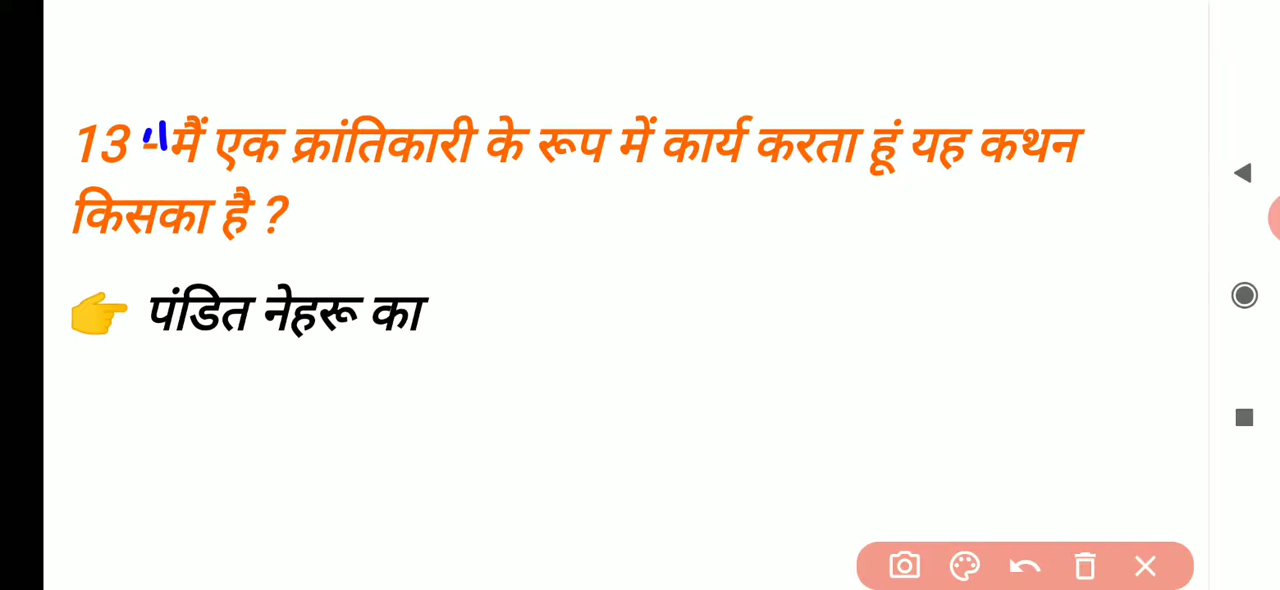 13 -मैं एक क्रांतिकारी के रूप में कार्य करता हूं यह कथन
किसका है ?
👉 पंडित नेहरू का